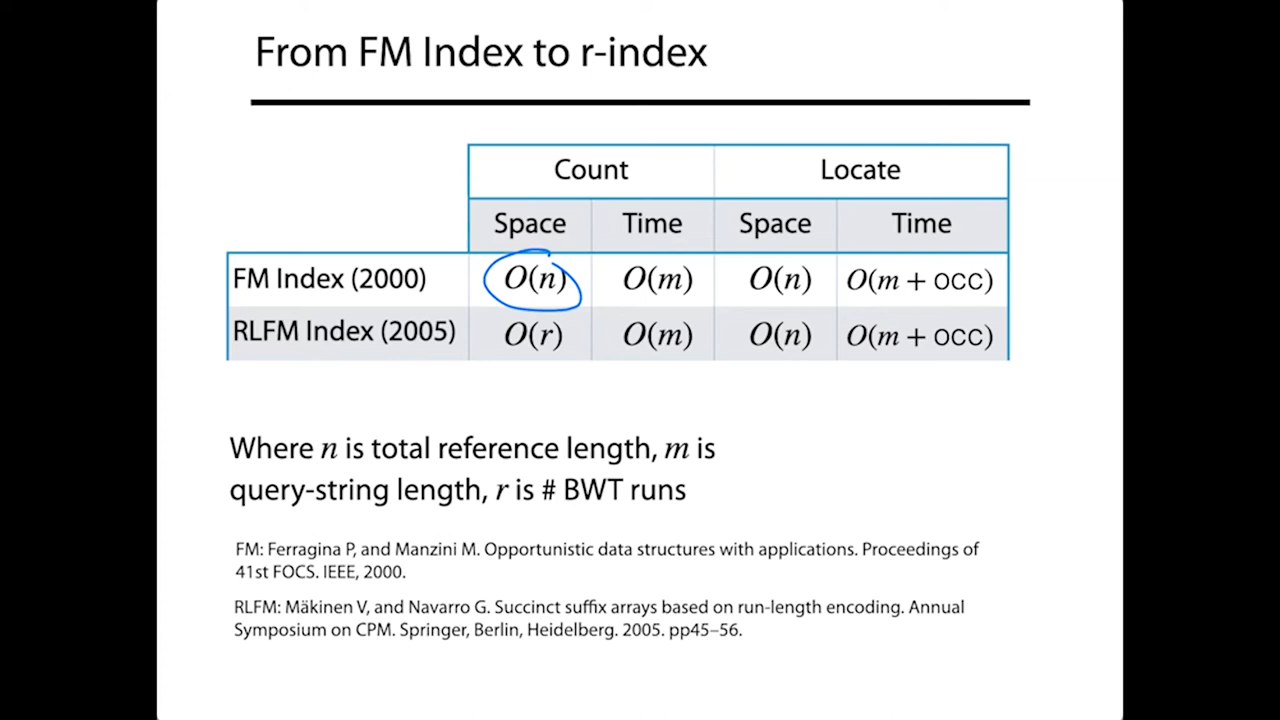 From FM Index to r-index
Count Locate
Space Time Space Time
FM Index (2000) O(n) O(m) O(n) O(m + OCC)
RLFM Index (2005) O(r) O(m) O(n) O(m + OCC)
Where n is total reference length, m is
query-string length, r is # BWT runs
FM: Ferragina P, and Manzini M. Opportunistic data structures with applications. Proceedings of
41st FOCS. IEEE, 2000.
RLFM: Mäkinen V, and Navarro G. Succinct suffix arrays based on run-length encoding. Annual
Symposium on CPM. Springer, Berlin, Heidelberg. 2005. pp45–56.